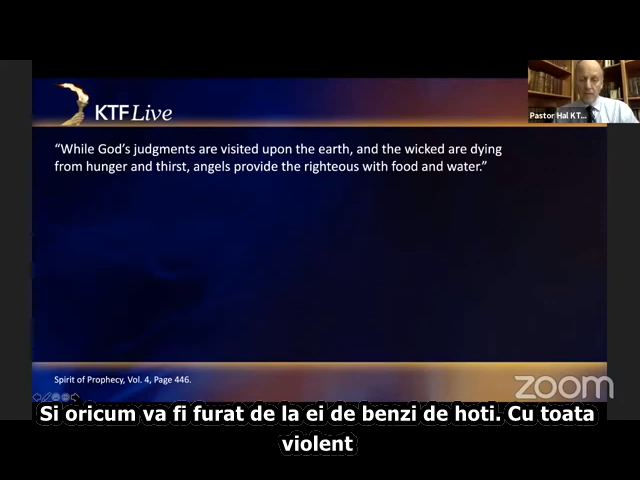 Pastor Hal KT...
KTF Live
“While God’s judgments are visited upon the earth, and the wicked are dying
from hunger and thirst, angels provide the righteous with food and water.”
Spirit of Prophecy, Vol. 4, Page 446.
zoom
Si oricum va fi furat de la ei de benzi de hoti. Cu toata
violent